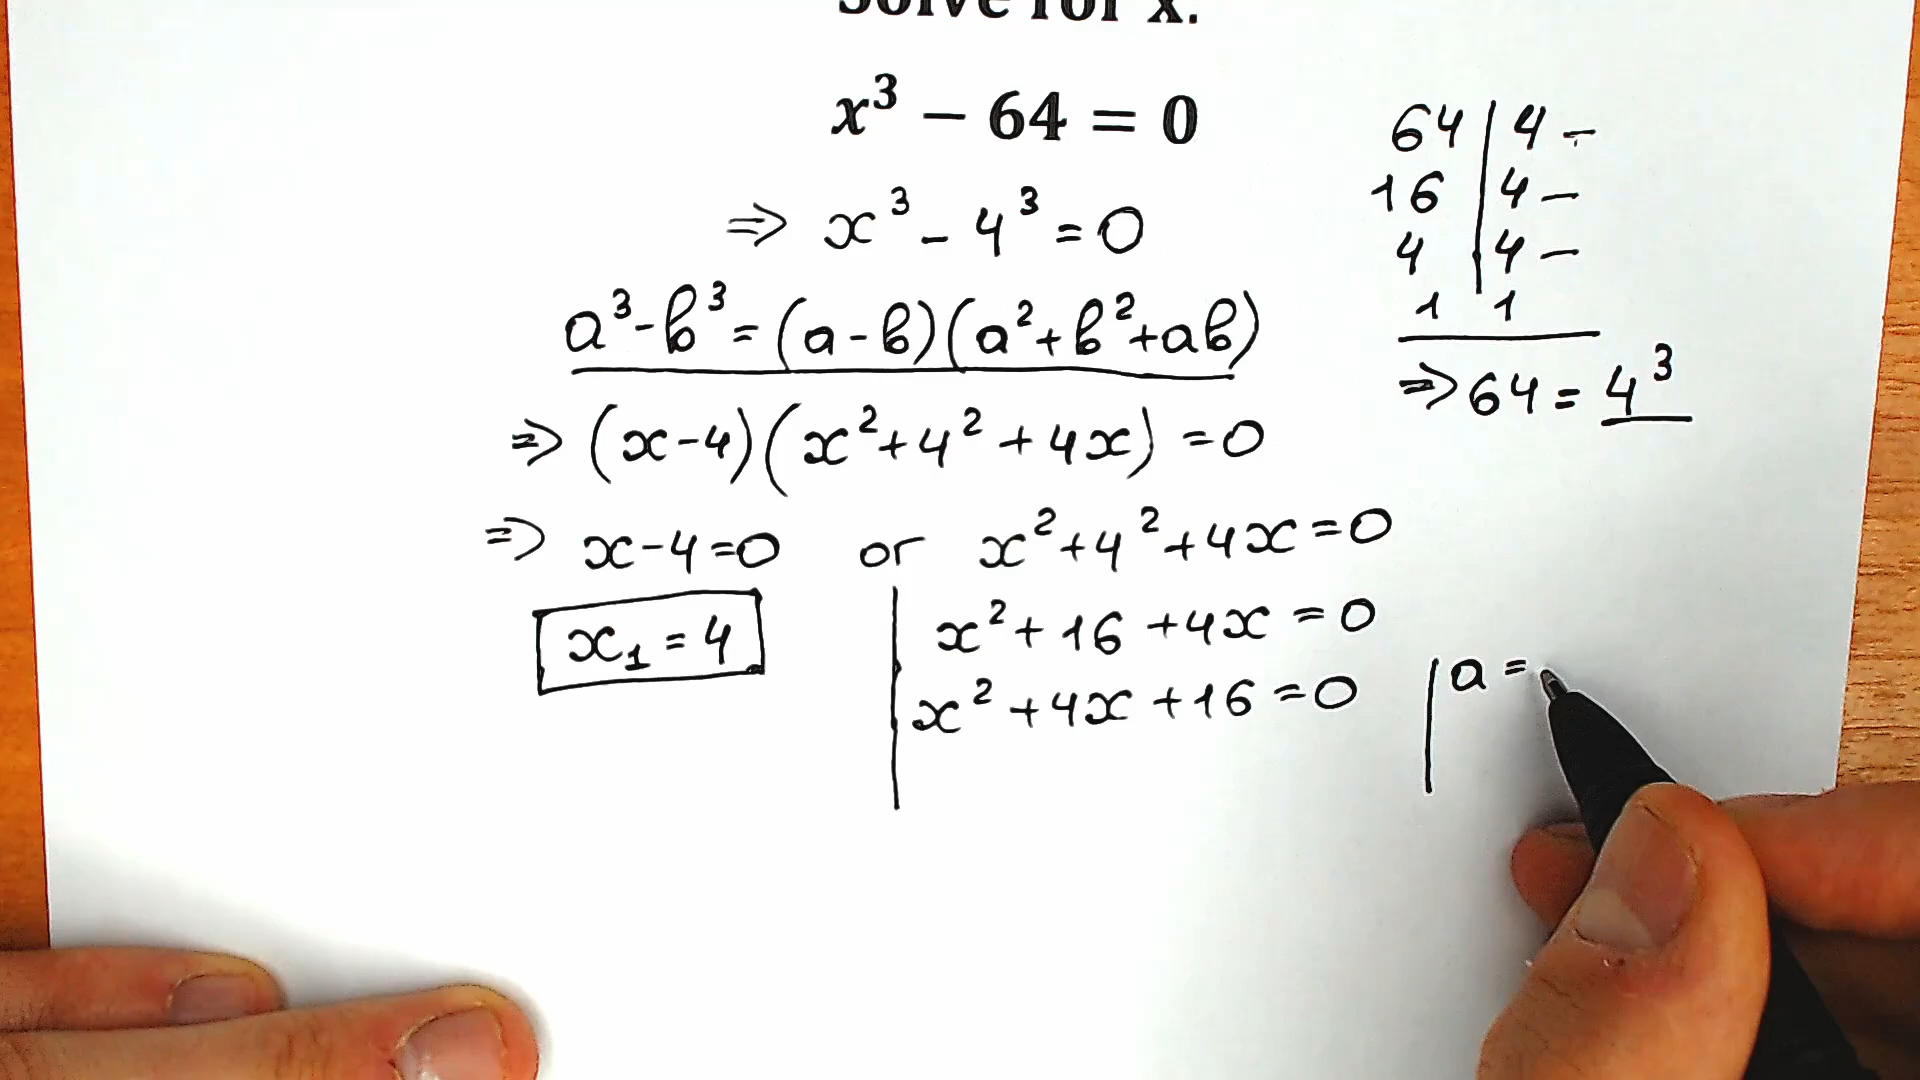 Solve for x.
x³ − 64 = 0
⇒ x³ - 4³ = 0
a³-b³=(a-b)(a²+b²+ab)
⇒ (x-4)(x²+4²+4x) =0
⇒ x-4=0 or x²+4²+4x=0
x₁ = 4
x²+16+4x=0
x²+4x+16=0 | a =
64 | 4 -
16 | 4 -
4 | 4 -
1 1
⇒ 64 = 4³